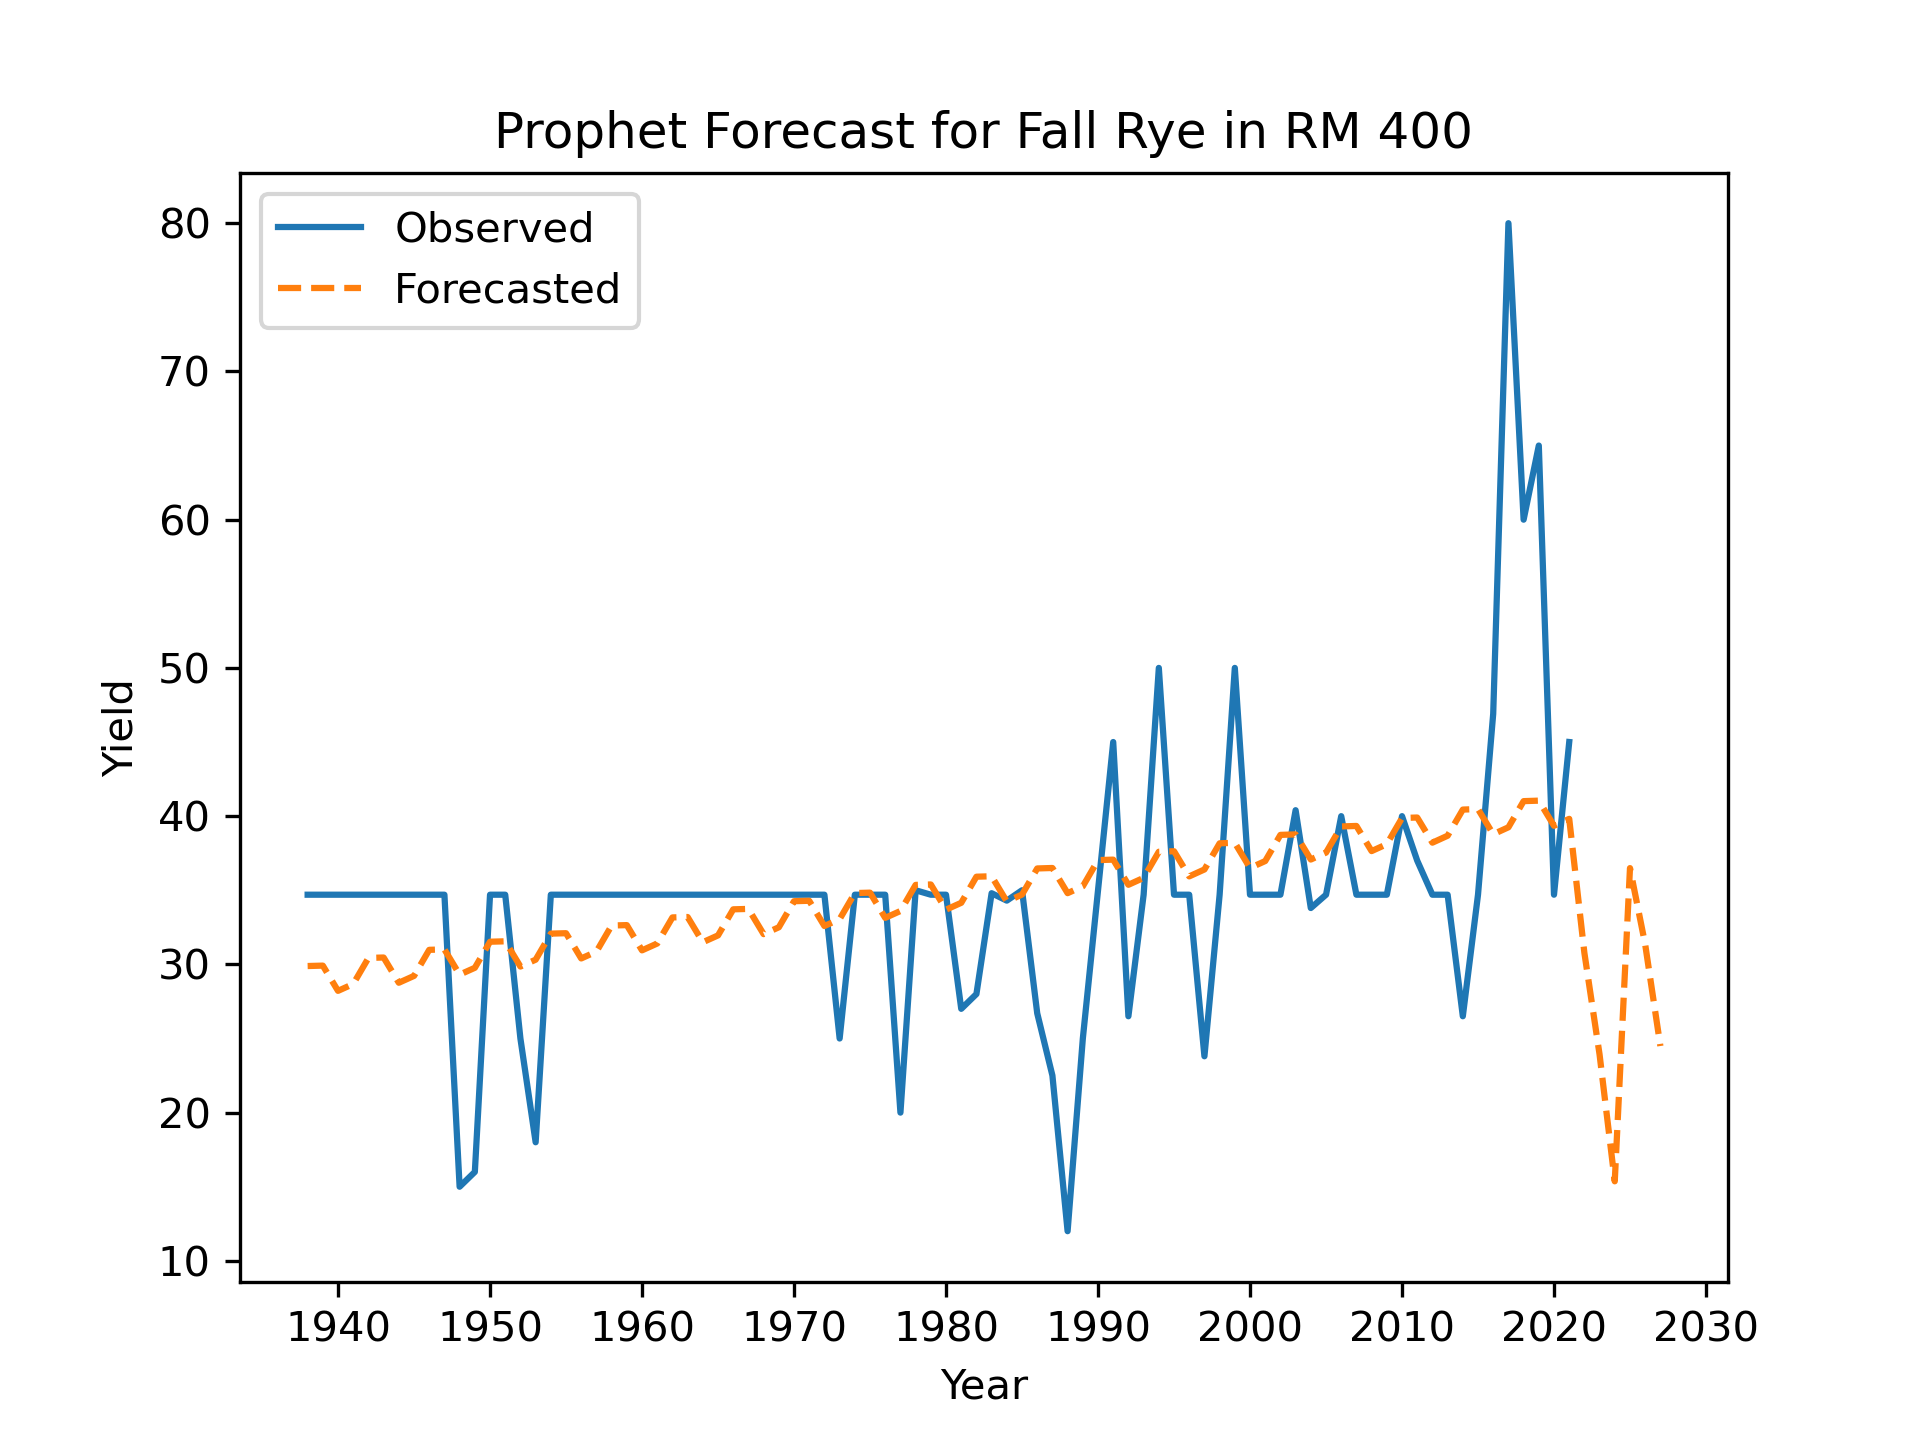 Prophet Forecast for Fall Rye in RM 400
Observed
Forecasted
80
70
60
50
40
30
20
10
Yield
1940 1950 1960 1970 1980 1990 2000 2010 2020 2030
Year